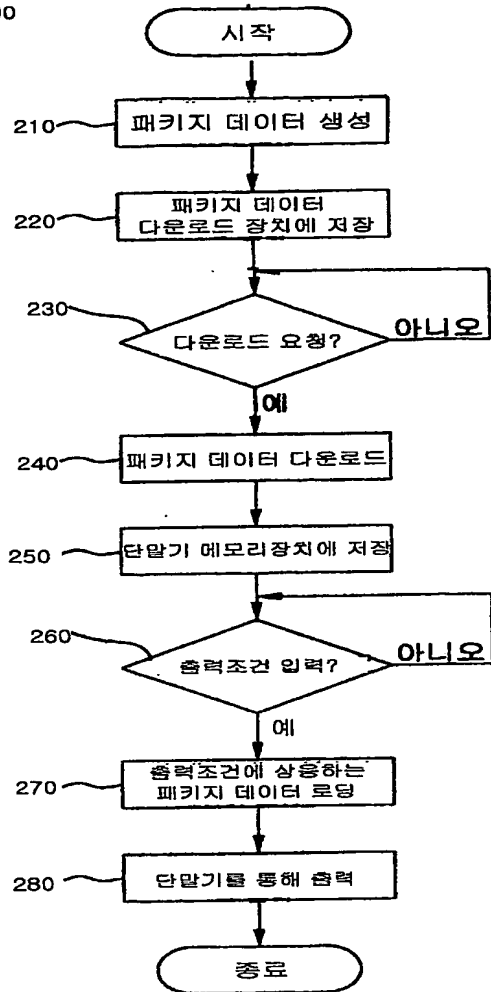 시작
210
패키지 데이터 생성
220
패키지 데이터
다운로드 장치에 저장
230
다운로드 요청?
아니오
예
240
패키지 데이터 다운로드
250
단말기 메모리장치에 저장
260
출력조건 입력?
아니오
예
270
출력조건에 상응하는
패키지 데이터 로딩
280
단말기를 통해 출력
종료